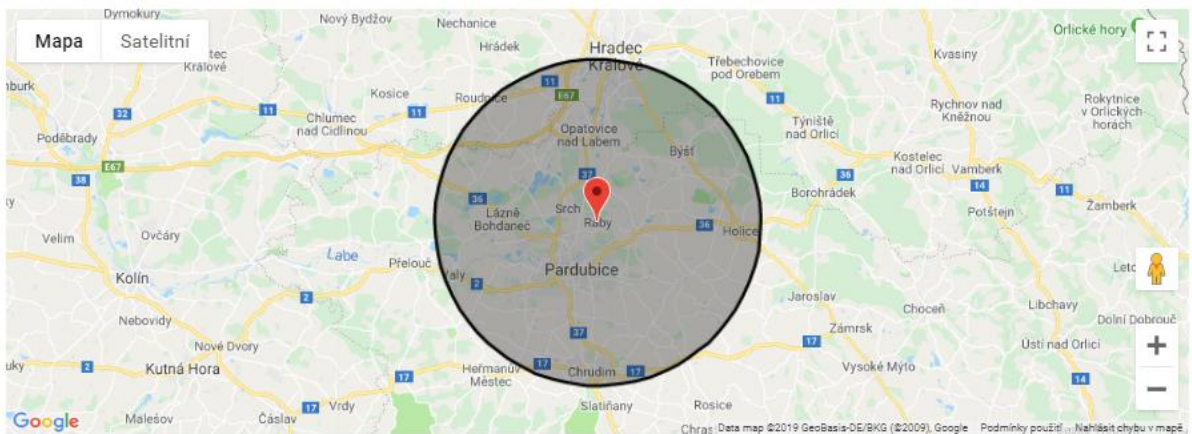 Dymokury
Nový Bydžov
Nechanice
Mapa
Satelitní
Hrádek
Hradec
Králové
Orlické hory
Kvasiny
Králové
Třebechovice
pod Orebem
11
Kosice
Roudnice
E67
11
32
11
Chlumec
nad Cidlinou
Týniště
nad Orlicí
Rychnov nad
Kněžnou
Rokytnice
v Orlických
horách
Poděbrady
Opatovice
nad Labem
Býšť
E67
Kostelec
nad Orlicí
Vamberk
38
37
36
14
11
36
Borohrádek
Lázně
Bohdaneč
Srch
Ráby
36
Holice
Potštejn
Žamberk
Velim
Ovčáry
Labe
Přelouč
Kolín
2
Pardubice
2
Jaroslav
Choceň
Libchavy
Nebovidy
Zámrsk
Dolní Dobrouč
37
Nové Dvory
17
Ústí nad Orlicí
2
Kutná Hora
17
Heřmanův
Městec
17
Chrudim
17
Vysoké Mýto
14
Malešov
Čáslav
17
Vrdy
Slatiňany
Rosice
Google
Data map ©2019 GeoBasis-DE/BKG (©2009), Google
Podmínky použití
Nahlásit chybu v mapě